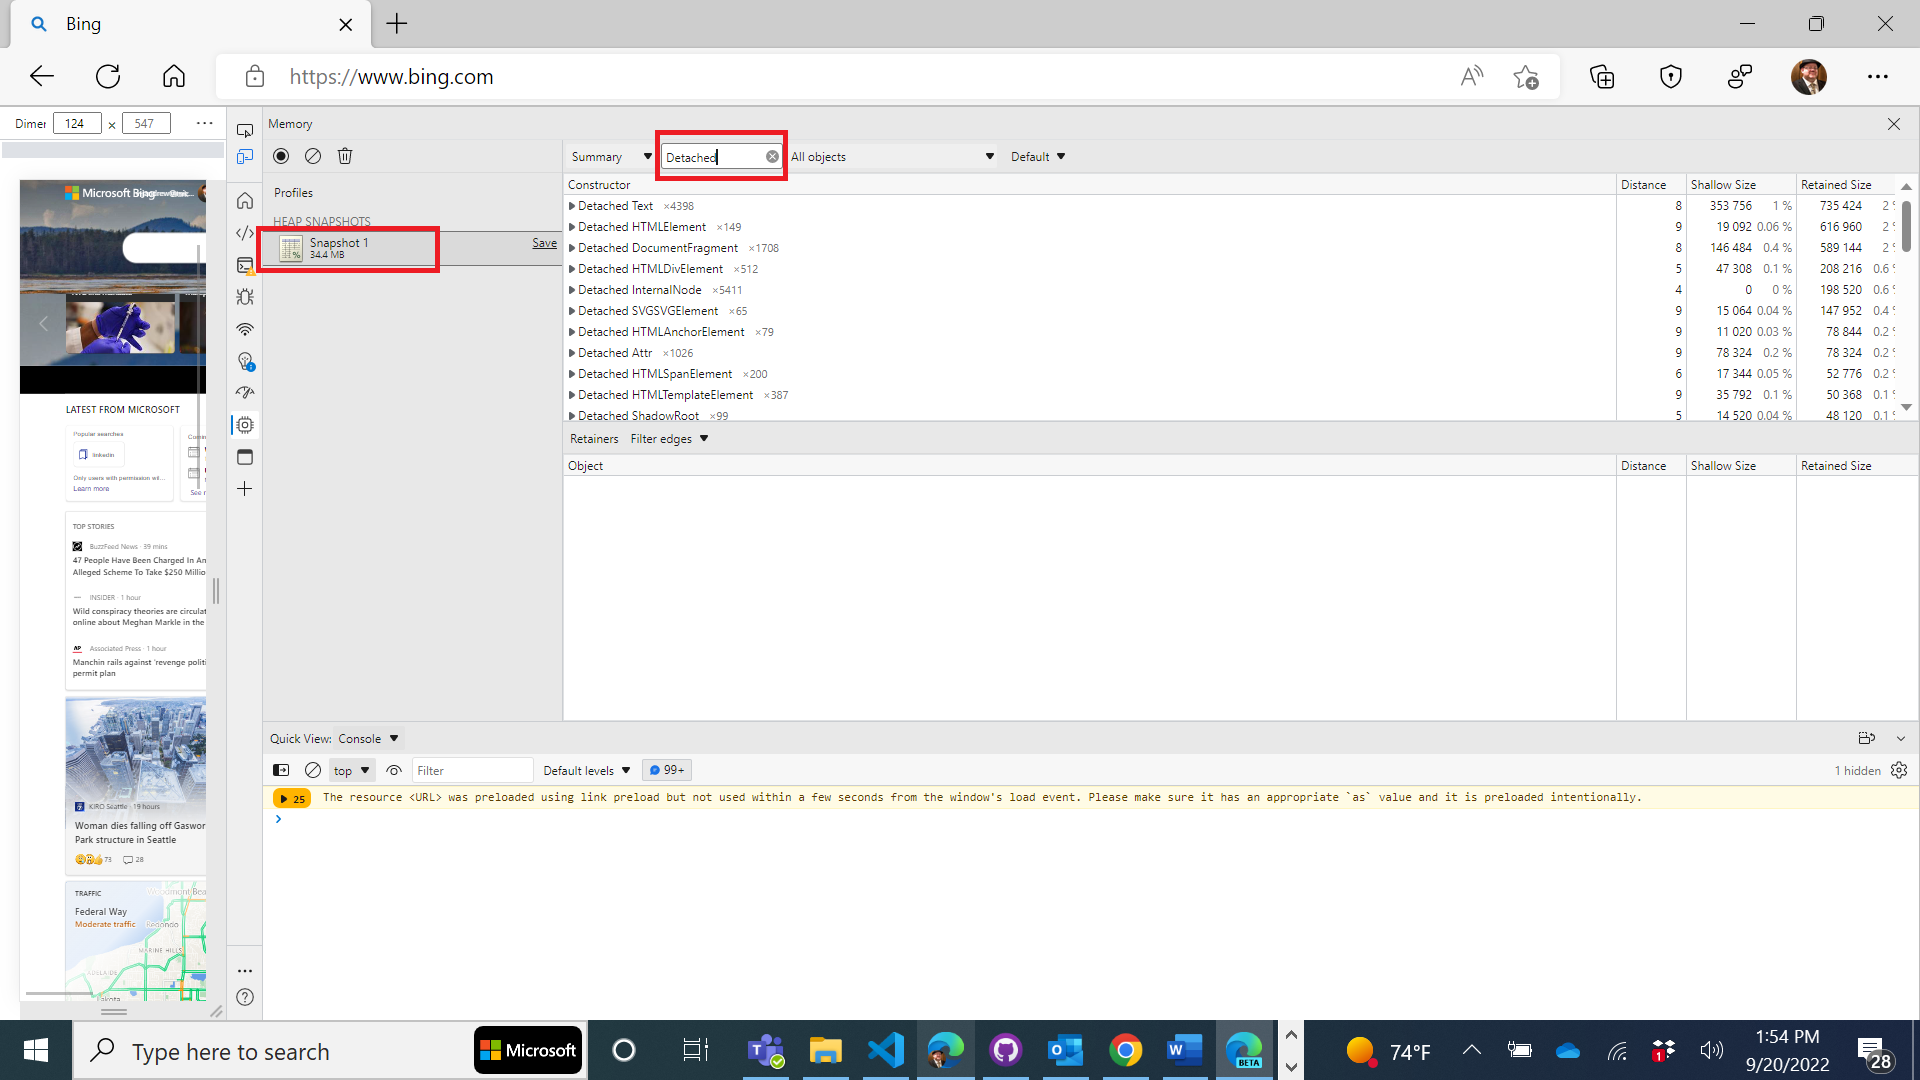 Bing
https://www.bing.com
Dimer 124 × 547
Memory
Summary Detached All objects Default
Profiles
HEAP SNAPSHOTS
Snapshot 1
34.4 MB
Save
Constructor Distance Shallow Size Retained Size
Detached Text ×4398 8 353 756 1 % 735 424 2 %
Detached HTMLElement ×149 9 19 092 0.06 % 616 960 2 %
Detached DocumentFragment ×1708 8 146 484 0.4 % 589 144 2 %
Detached HTMLDivElement ×512 5 47 308 0.1 % 208 216 0.6 %
Detached InternalNode ×5411 4 0 0 % 198 520 0.6 %
Detached SVGSVGElement ×65 9 15 064 0.04 % 147 952 0.4 %
Detached HTMLAnchorElement ×79 9 11 020 0.03 % 78 844 0.2 %
Detached Attr ×1026 9 78 324 0.2 % 78 324 0.2 %
Detached HTMLSpanElement ×200 6 17 344 0.05 % 52 776 0.2 %
Detached HTMLTemplateElement ×387 9 35 792 0.1 % 50 368 0.1 %
Detached ShadowRoot ×99 5 14 520 0.04 % 48 120 0.1 %
Retainers Filter edges
Object Distance Shallow Size Retained Size
Microsoft Bing
LATEST FROM MICROSOFT
Popular searches
linkedin
Only users with permission wil...
Learn more
See
TOP STORIES
BuzzFeed News · 39 mins
47 People Have Been Charged In An
Alleged Scheme To Take $250 Millio
INSIDER · 1 hour
Wild conspiracy theories are circulat
online about Meghan Markle in the
AP Associated Press · 1 hour
Manchin rails against 'revenge politi
permit plan
KIRO Seattle · 19 hours
Woman dies falling off Gaswor
Park structure in Seattle
73 28
TRAFFIC
Federal Way
Moderate traffic
Redondo
MARINE HILLS
ADELAIDE
Lakota
Quick View: Console
top Filter Default levels 99+ 1 hidden
25 The resource <URL> was preloaded using link preload but not used within a few seconds from the window's load event. Please make sure it has an appropriate `as` value and it is preloaded intentionally.
Type here to search
Microsoft
BETA
1
74°F
1:54 PM
9/20/2022
28